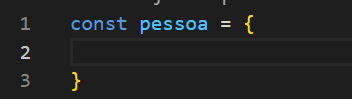 1 const pessoa = {
2
3 }